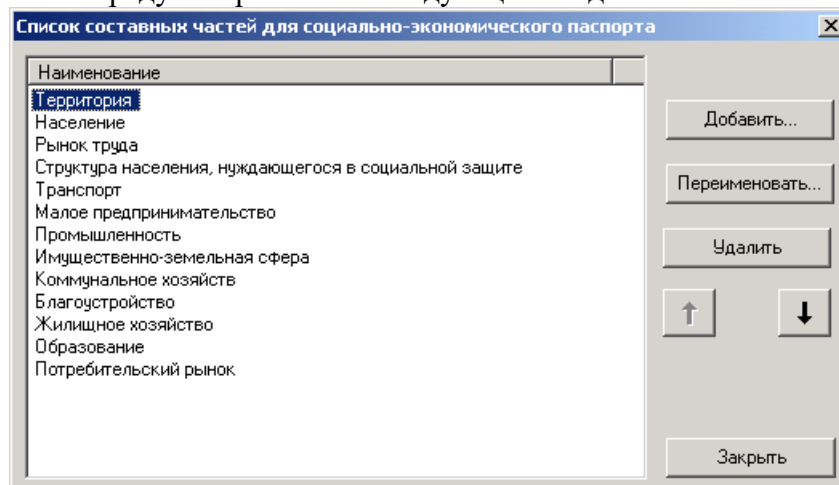 Список составных частей для социально-экономического паспорта
Наименование
Территория
Население
Рынок труда
Структура населения, нуждающегося в социальной защите
Транспорт
Малое предпринимательство
Промышленность
Имущественно-земельная сфера
Коммунальное хозяйств
Благоустройство
Жилищное хозяйство
Образование
Потребительский рынок
Добавить...
Переименовать...
Удалить
Закрыть